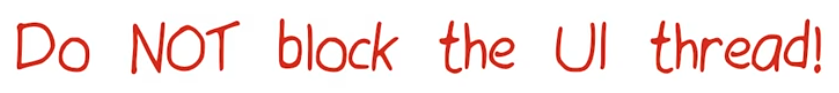 Do NOT block the UI thread!